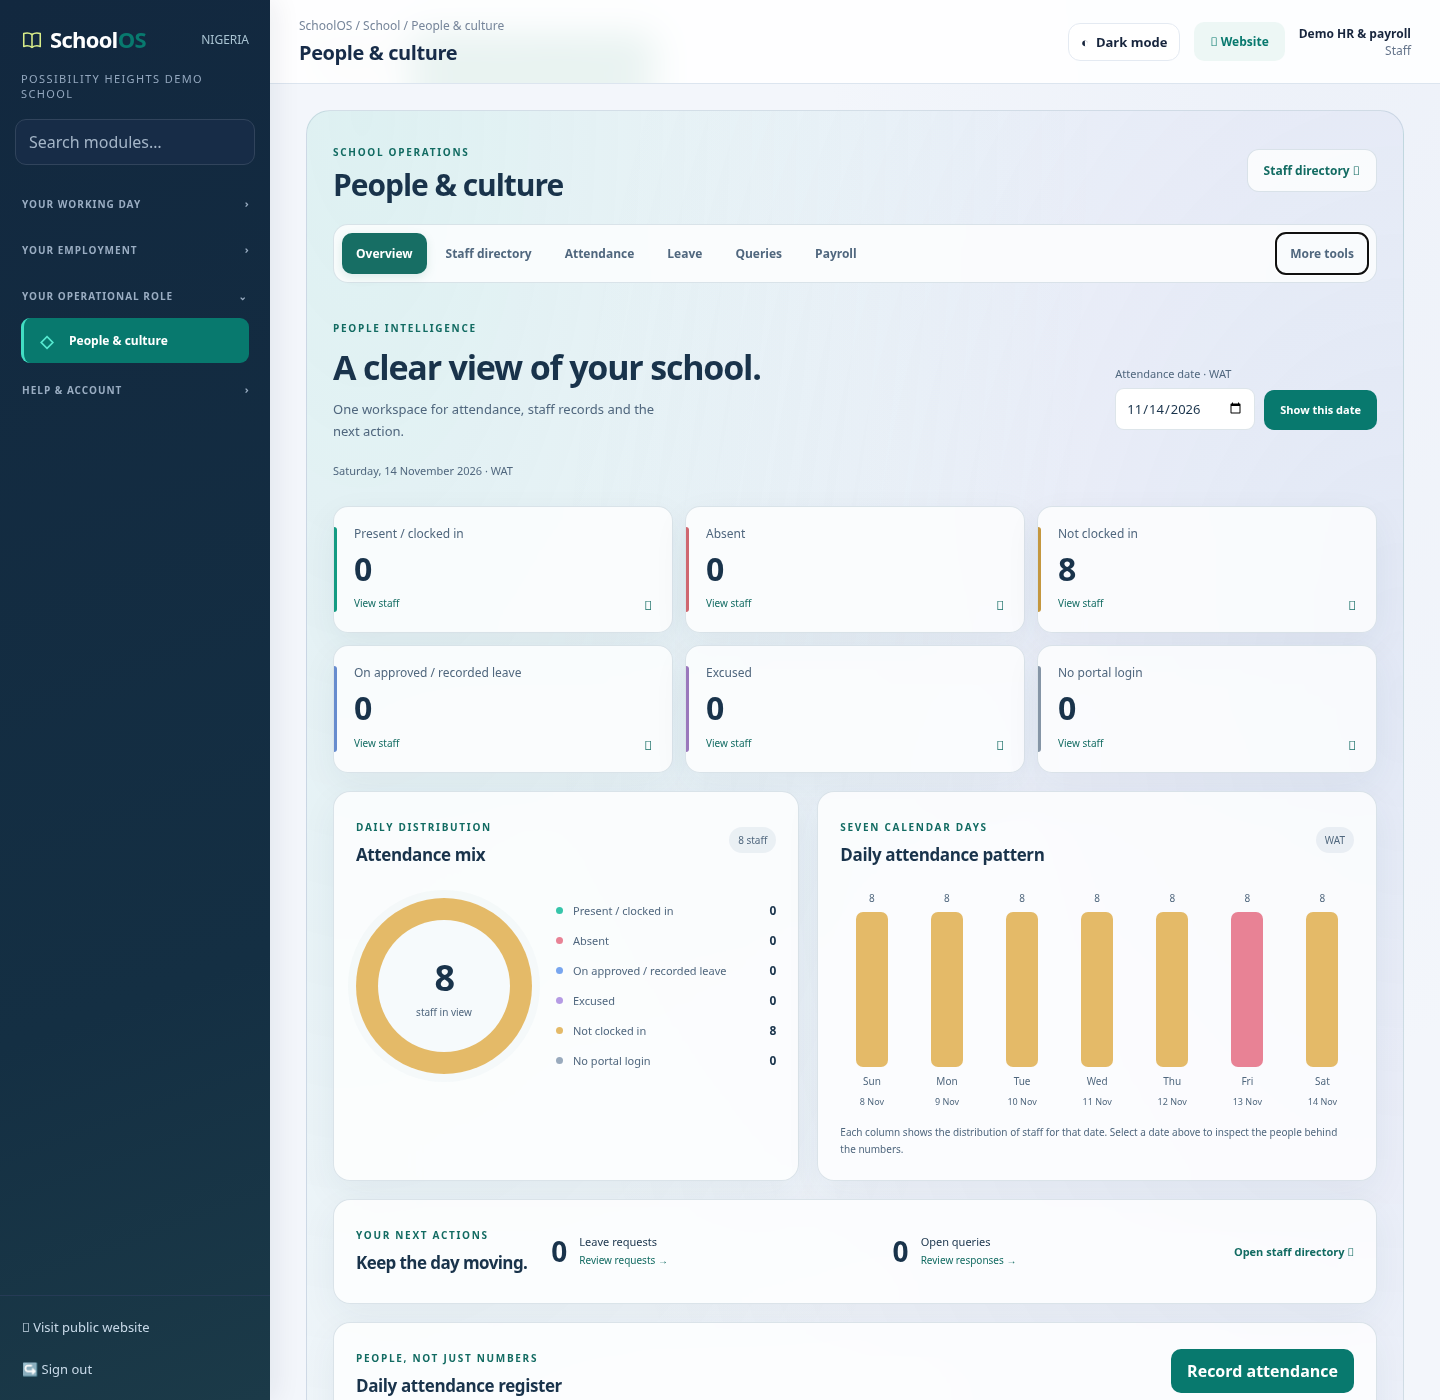 SchoolOS
NIGERIA
POSSIBILITY HEIGHTS DEMO
SCHOOL
Search modules...
YOUR WORKING DAY
YOUR EMPLOYMENT
YOUR OPERATIONAL ROLE
People & culture
HELP & ACCOUNT
Visit public website
Sign out
SchoolOS / School / People & culture
People & culture
Dark mode
Website
Demo HR & payroll
Staff
SCHOOL OPERATIONS
People & culture
Staff directory
Overview
Staff directory
Attendance
Leave
Queries
Payroll
More tools
PEOPLE INTELLIGENCE
A clear view of your school.
One workspace for attendance, staff records and the
next action.
Saturday, 14 November 2026 · WAT
Attendance date · WAT
11/14/2026
Show this date
Present / clocked in
0
View staff
Absent
0
View staff
Not clocked in
8
View staff
On approved / recorded leave
0
View staff
Excused
0
View staff
No portal login
0
View staff
DAILY DISTRIBUTION
Attendance mix
8 staff
8
staff in view
Present / clocked in 0
Absent 0
On approved / recorded leave 0
Excused 0
Not clocked in 8
No portal login 0
SEVEN CALENDAR DAYS
Daily attendance pattern
WAT
8 8 8 8 8 8 8
Sun Mon Tue Wed Thu Fri Sat
8 Nov 9 Nov 10 Nov 11 Nov 12 Nov 13 Nov 14 Nov
Each column shows the distribution of staff for that date. Select a date above to inspect the people behind
the numbers.
YOUR NEXT ACTIONS
Keep the day moving.
0
Leave requests
Review requests →
0
Open queries
Review responses →
Open staff directory
PEOPLE, NOT JUST NUMBERS
Daily attendance register
Record attendance